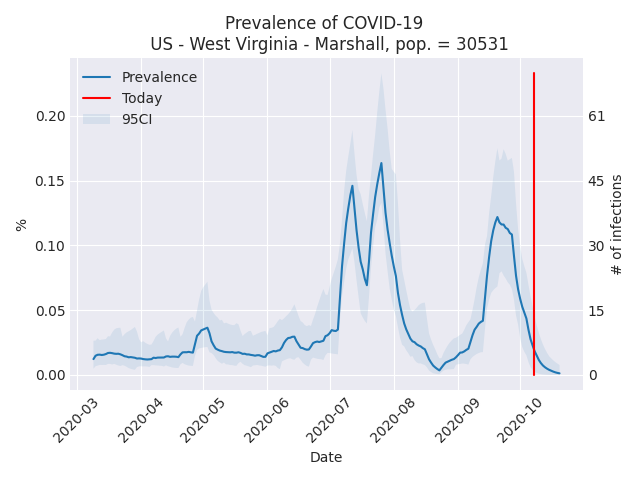 Prevalence of COVID-19
US - West Virginia - Marshall, pop. = 30531
Prevalence
Today
95CI
0.20
0.15
0.10
0.05
0.00
%
61
45
30
15
0
# of infections
2020-03
2020-04
2020-05
2020-06
2020-07
2020-08
2020-09
2020-10
Date